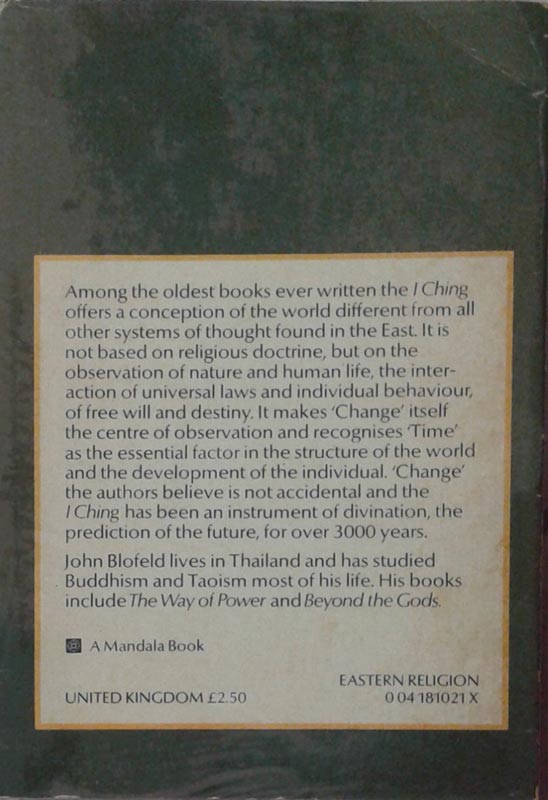 Among the oldest books ever written the I Ching
offers a conception of the world different from all
other systems of thought found in the East. It is
not based on religious doctrine, but on the
observation of nature and human life, the inter-
action of universal laws and individual behaviour,
of free will and destiny. It makes ‘Change’ itself
the centre of observation and recognises ‘Time’
as the essential factor in the structure of the world
and the development of the individual. ‘Change’
the authors believe is not accidental and the
I Ching has been an instrument of divination, the
prediction of the future, for over 3000 years.
John Blofeld lives in Thailand and has studied
Buddhism and Taoism most of his life. His books
include The Way of Power and Beyond the Gods.
A Mandala Book
EASTERN RELIGION
UNITED KINGDOM £2.50 0 04 181021 X